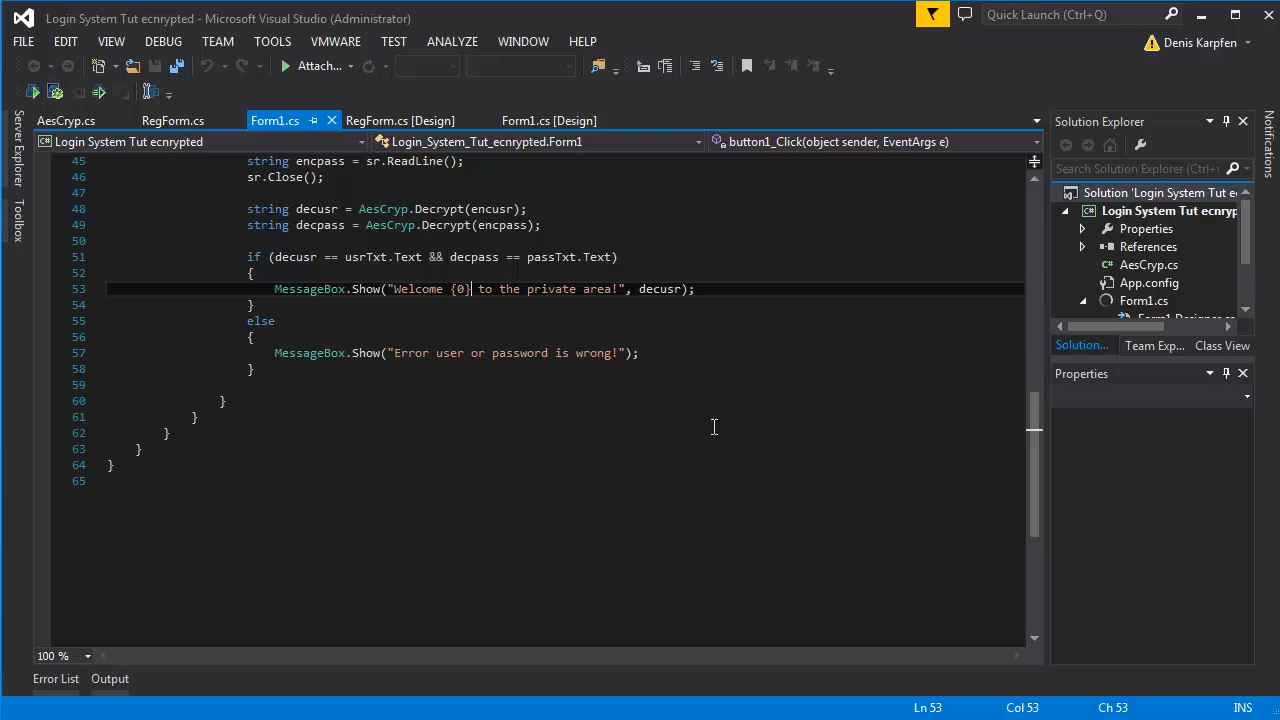 Login System Tut ecnrypted - Microsoft Visual Studio (Administrator)
Quick Launch (Ctrl+Q)
FILE EDIT VIEW DEBUG TEAM TOOLS VMWARE TEST ANALYZE WINDOW HELP
Denis Karpfen
Attach...
Server Explorer
Toolbox
AesCryp.cs RegForm.cs Form1.cs RegForm.cs [Design] Form1.cs [Design]
Login System Tut ecnrypted Login_System_Tut_ecnrypted.Form1 button1_Click(object sender, EventArgs e)
45 string encpass = sr.ReadLine();
46 sr.Close();
47
48 string decusr = AesCryp.Decrypt(encusr);
49 string decpass = AesCryp.Decrypt(encpass);
50
51 if (decusr == usrTxt.Text && decpass == passTxt.Text)
52 {
53 MessageBox.Show("Welcome {0} to the private area!", decusr);
54 }
55 else
56 {
57 MessageBox.Show("Error user or password is wrong!");
58 }
59
60 }
61 }
62 }
63 }
64 }
65
100 %
Solution Explorer
Search Solution Explorer (Ctrl
Solution 'Login System Tut ec
Login System Tut ecnryp
Properties
References
AesCryp.cs
App.config
Form1.cs
Form1.Designer.cs
Solution... Team Exp... Class View
Properties
Notifications
Error List Output
Ln 53 Col 53 Ch 53 INS